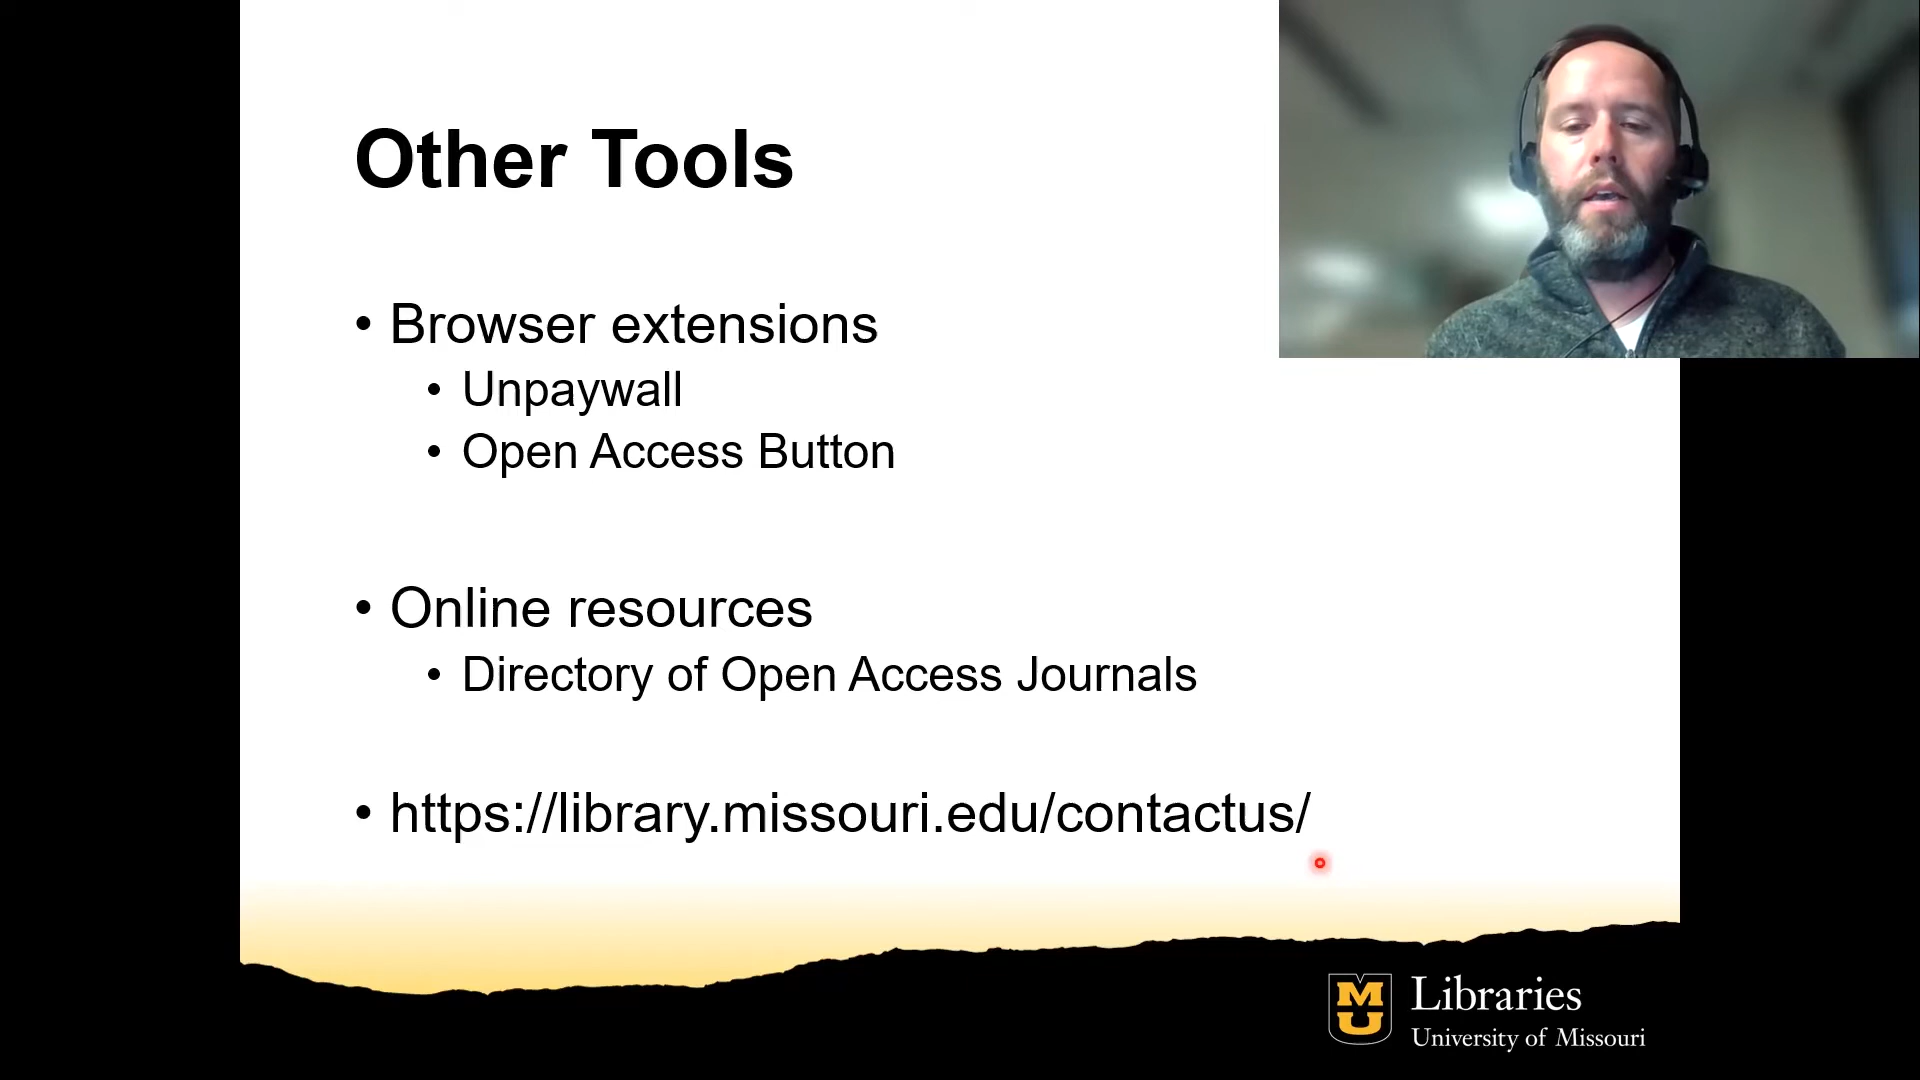 Other Tools
• Browser extensions
• Unpaywall
• Open Access Button
• Online resources
• Directory of Open Access Journals
• https://library.missouri.edu/contactus/
MU
Libraries
University of Missouri